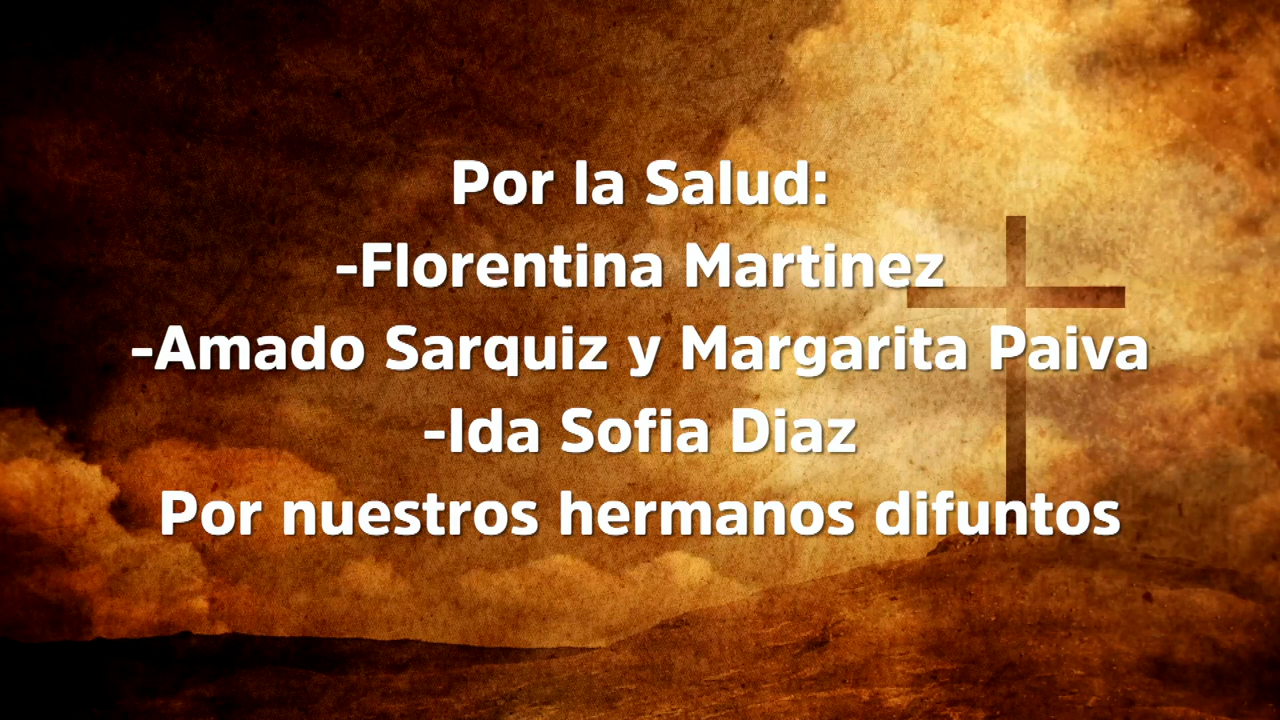 Por la Salud:
-Florentina Martinez
-Amado Sarquiz y Margarita Paiva
-Ida Sofia Diaz
Por nuestros hermanos difuntos